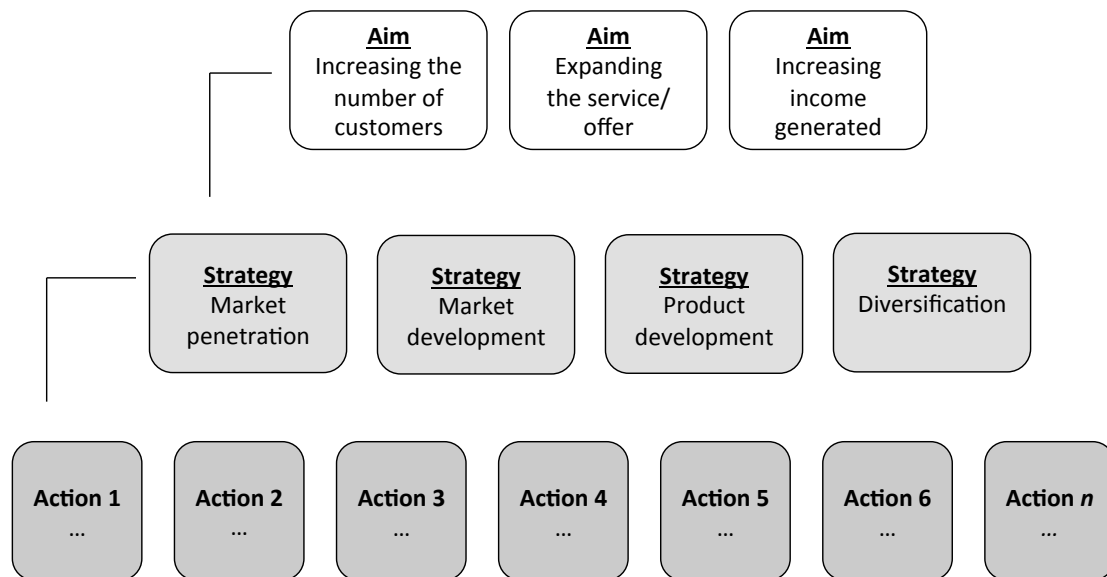 Aim
Increasing the
number of
customers
Aim
Expanding
the service/
offer
Aim
Increasing
income
generated
Strategy
Market
penetration
Strategy
Market
development
Strategy
Product
development
Strategy
Diversification
Action 1
...
Action 2
...
Action 3
...
Action 4
...
Action 5
...
Action 6
...
Action n
...